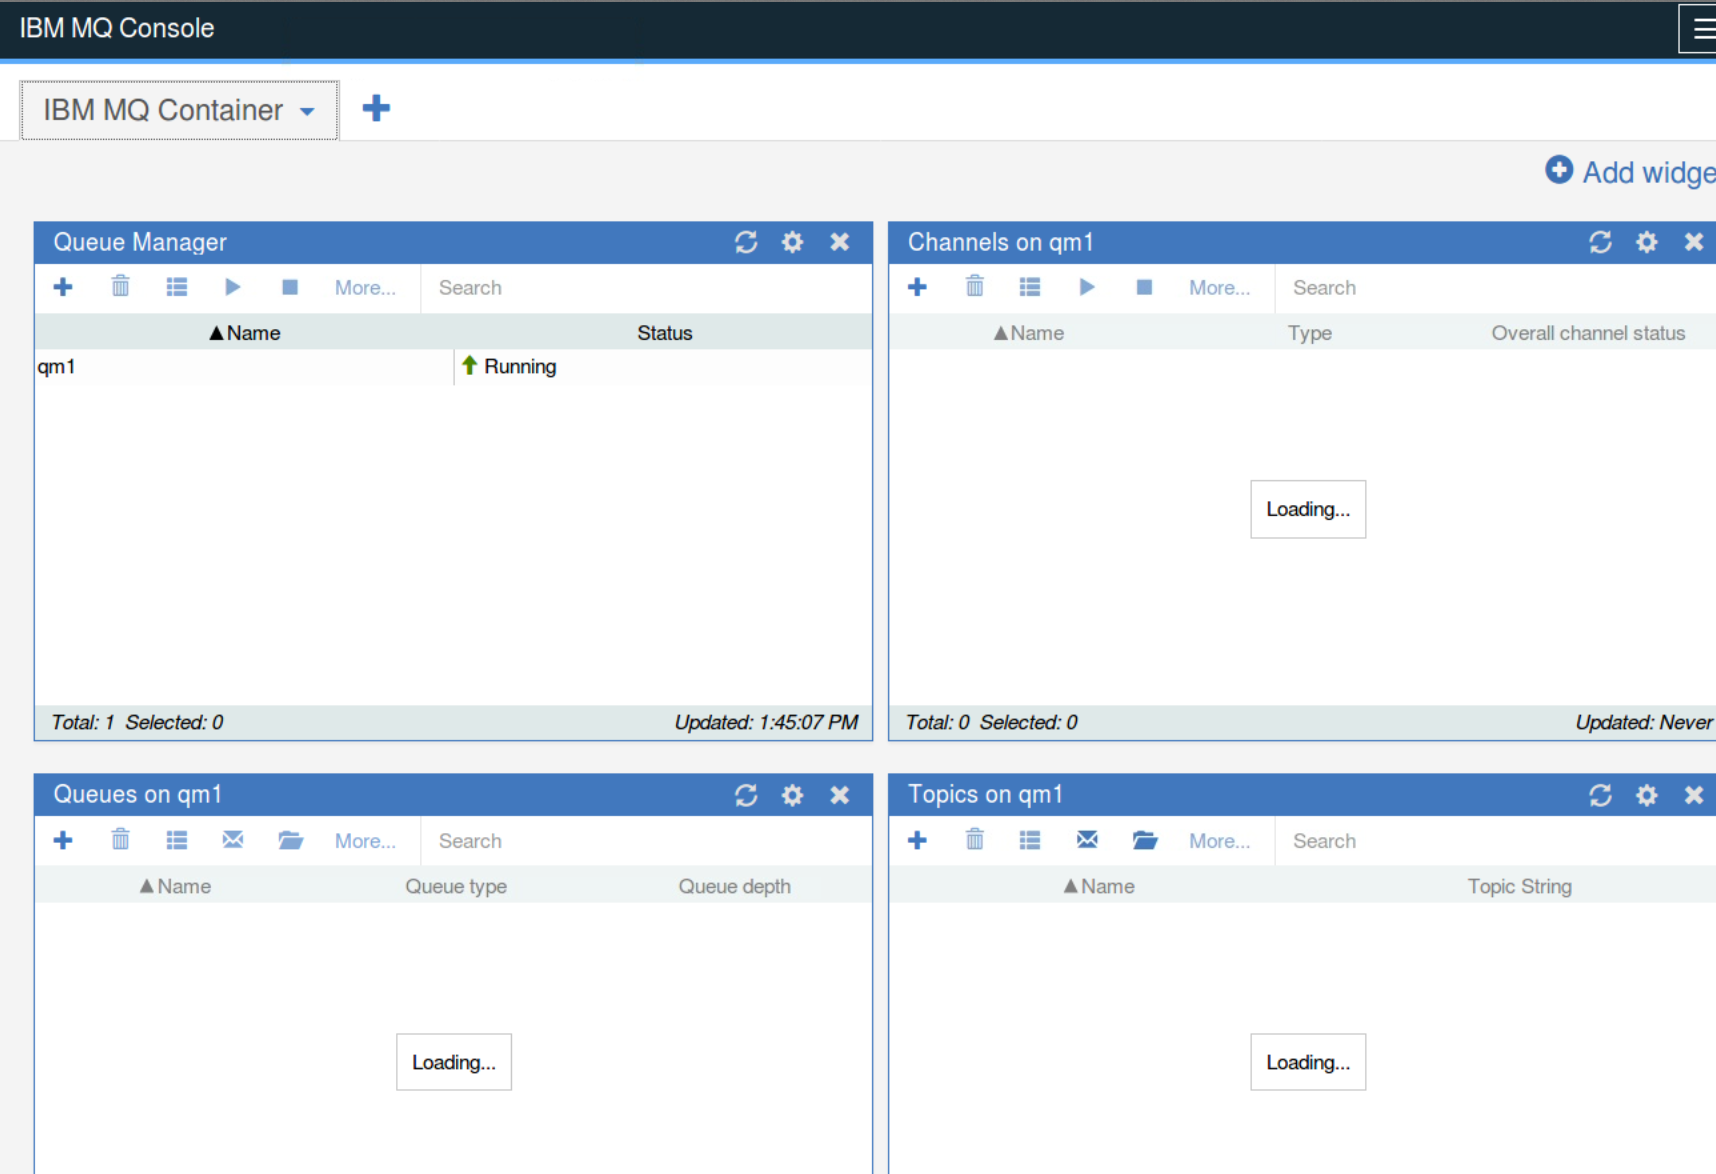 IBM MQ Console
IBM MQ Container
Add widge
Queue Manager
More... Search
▲Name Status
qm1 Running
Total: 1 Selected: 0 Updated: 1:45:07 PM
Channels on qm1
More... Search
▲Name Type Overall channel status
Loading...
Total: 0 Selected: 0 Updated: Never
Queues on qm1
More... Search
▲Name Queue type Queue depth
Loading...
Topics on qm1
More... Search
▲Name Topic String
Loading...